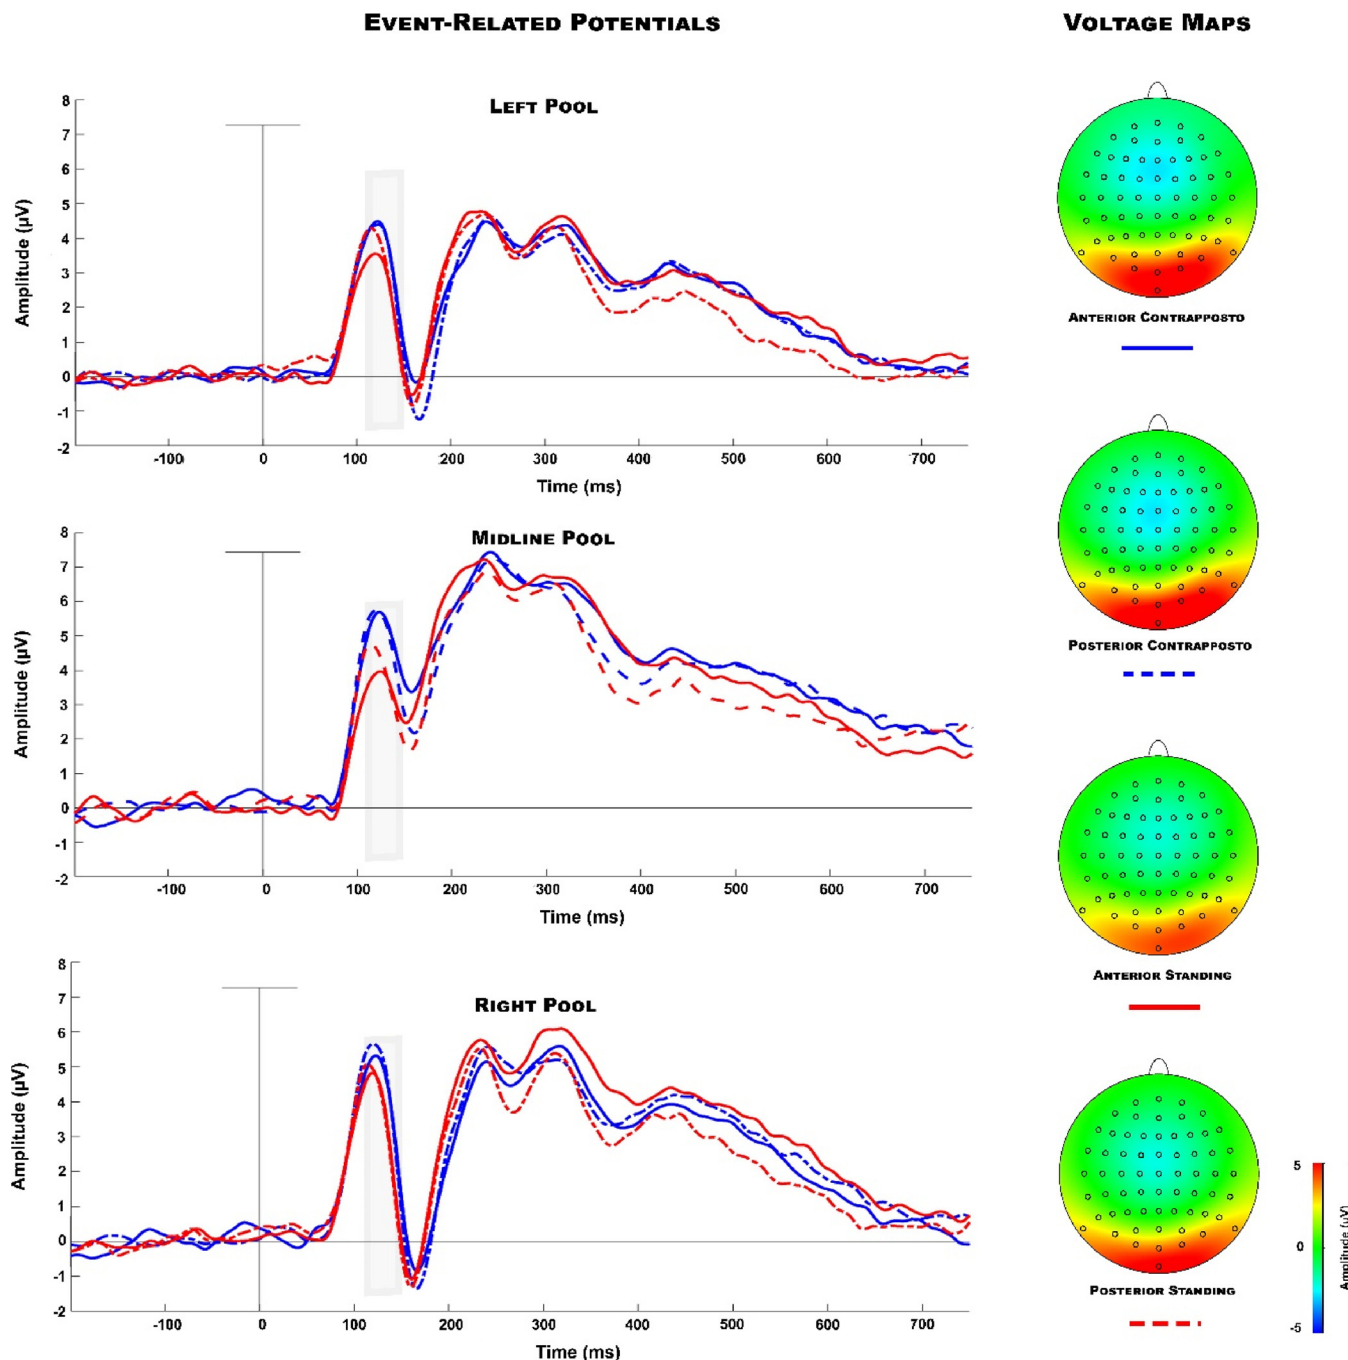 EVENT-RELATED POTENTIALS
VOLTAGE MAPS
LEFT POOL
8
7
6
5
4
3
2
1
0
-1
-2
Amplitude (µV)
-100 0 100 200 300 400 500 600 700
Time (ms)
ANTERIOR CONTRAPPOSTO
MIDLINE POOL
8
7
6
5
4
3
2
1
0
-1
-2
Amplitude (µV)
-100 0 100 200 300 400 500 600 700
Time (ms)
POSTERIOR CONTRAPPOSTO
ANTERIOR STANDING
RIGHT POOL
8
7
6
5
4
3
2
1
0
-1
-2
Amplitude (µV)
-100 0 100 200 300 400 500 600 700
Time (ms)
POSTERIOR STANDING
5
0
-5
Amplitude (µV)